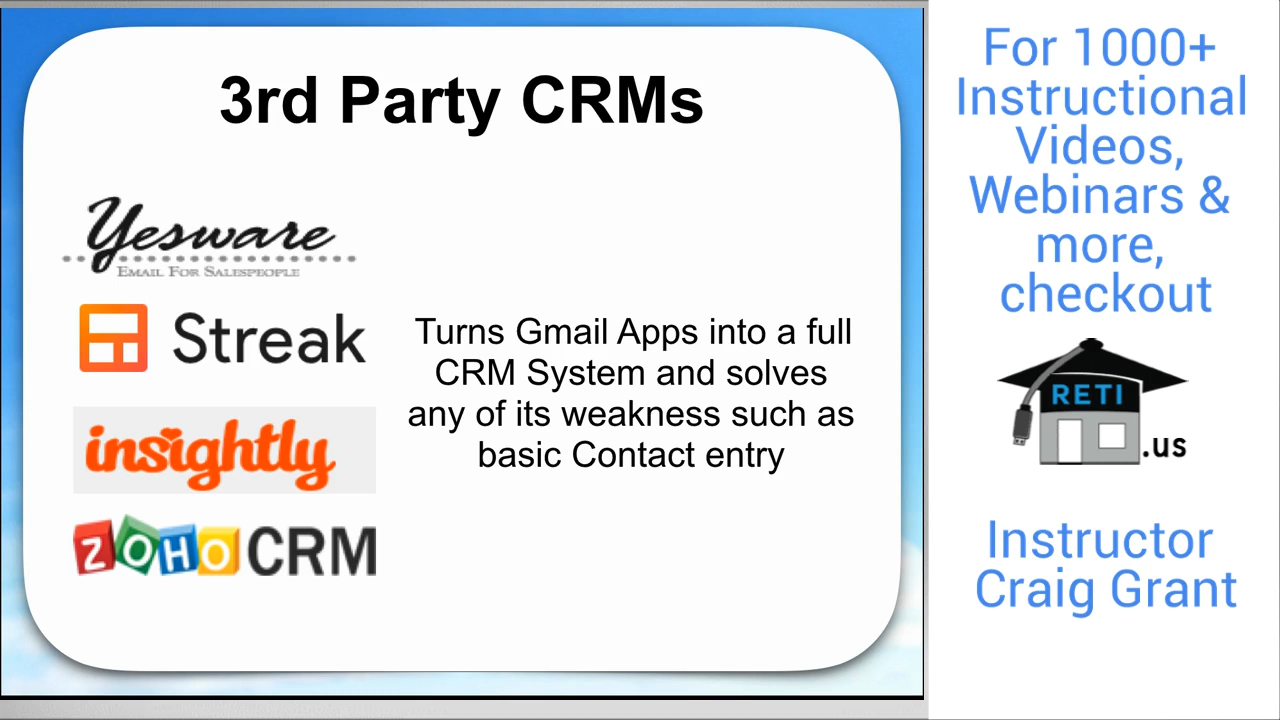 3rd Party CRMs
Yesware
EMAIL FOR SALESPEOPLE
Streak
insightly
ZOHO CRM
Turns Gmail Apps into a full
CRM System and solves
any of its weakness such as
basic Contact entry
For 1000+
Instructional
Videos,
Webinars &
more,
checkout
RETI
.us
Instructor
Craig Grant